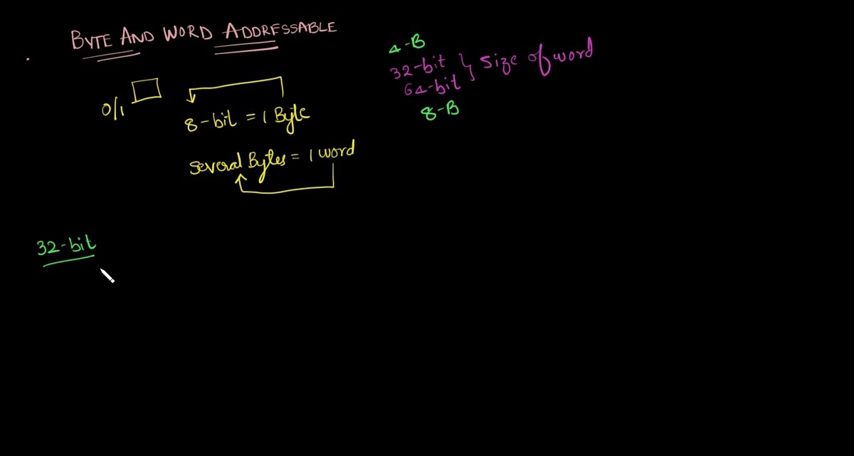 BYTE AND WORD ADDRESSABLE
0/1
8-bit = 1 Byte
Several Bytes = 1 word
4-B
32-bit
64-bit
} Size of word
8-B
32-bit